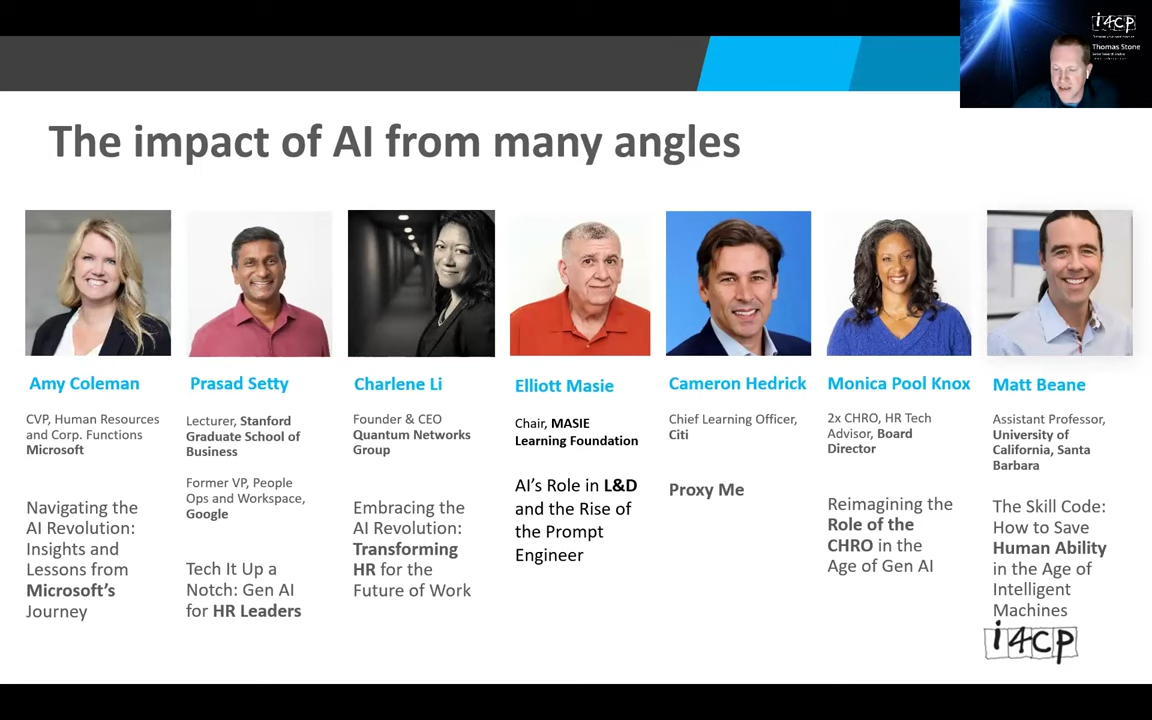 i4cp
Thomas Stone
The impact of AI from many angles
Amy Coleman
CVP, Human Resources
and Corp. Functions
Microsoft
Navigating the
AI Revolution:
Insights and
Lessons from
Microsoft's
Journey
Prasad Setty
Lecturer, Stanford
Graduate School of
Business
Former VP, People
Ops and Workspace,
Google
Tech It Up a
Notch: Gen AI
for HR Leaders
Charlene Li
Founder & CEO
Quantum Networks
Group
Embracing the
AI Revolution:
Transforming
HR for the
Future of Work
Elliott Masie
Chair, MASIE
Learning Foundation
AI's Role in L&D
and the Rise of
the Prompt
Engineer
Cameron Hedrick
Chief Learning Officer,
Citi
Proxy Me
Monica Pool Knox
2x CHRO, HR Tech
Advisor, Board
Director
Reimagining the
Role of the
CHRO in the
Age of Gen AI
Matt Beane
Assistant Professor,
University of
California, Santa
Barbara
The Skill Code:
How to Save
Human Ability
in the Age of
Intelligent
Machines
i4cp